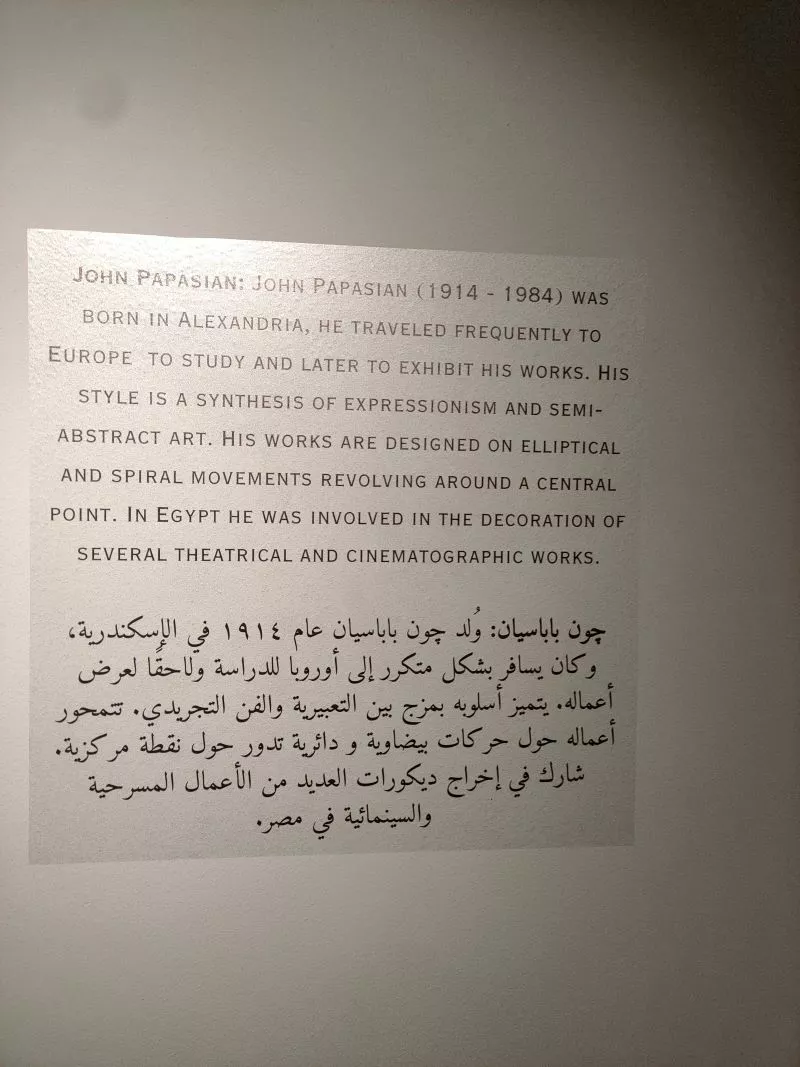 John Papasian: John Papasian (1914 - 1984) was
born in Alexandria, he traveled frequently to
Europe to study and later to exhibit his works. His
style is a synthesis of expressionism and semi-
abstract art. His works are designed on elliptical
and spiral movements revolving around a central
point. In Egypt he was involved in the decoration of
several theatrical and cinematographic works.
چون باباسيان: وُلد چون باباسيان عام ١٩١٤ في الإسكندرية،
وكان يسافر بشكل متكرر إلى أوروبا للدراسة ولاحقًا لعرض
أعماله. يتميز أسلوبه بمزج بين التعبيرية والفن التجريدي. تتمحور
أعماله حول حركات بيضاوية و دائرية تدور حول نقطة مركزية.
شارك في إخراج ديكورات العديد من الأعمال المسرحية
والسينمائية في مصر.